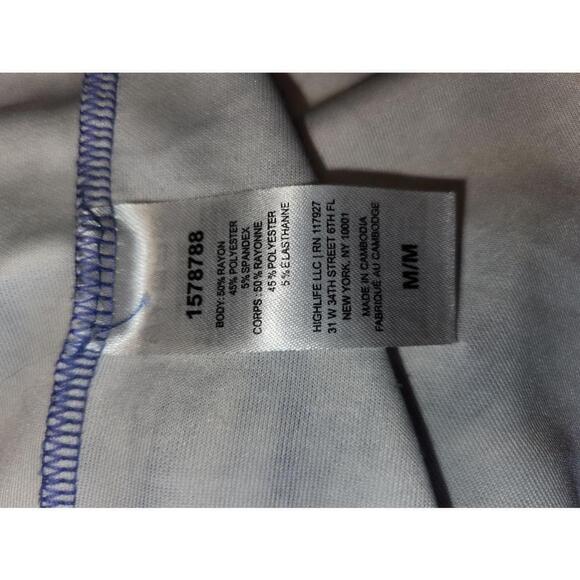 1578788
BODY: 50% RAYON
45% POLYESTER
5% SPANDEX
CORPS : 50 % RAYONNE
45 % POLYESTER
5 % ÉLASTHANNE
HIGHLIFE LLC | RN 117927
31 W 34TH STREET 6TH FL
NEW YORK, NY 10001
MADE IN CAMBODIA
FABRIQUÉ AU CAMBODGE
M/M